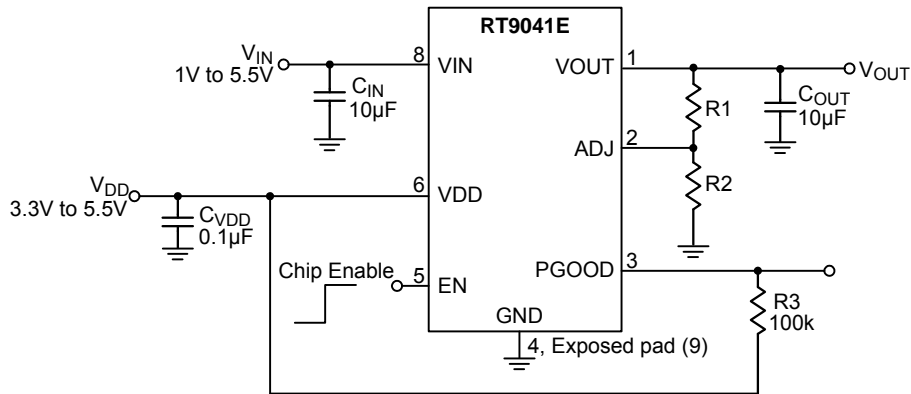 RT9041E
VIN
1V to 5.5V
CIN
10µF
8
VIN
VOUT
1
VOUT
R1
COUT
10µF
ADJ
2
R2
VDD
3.3V to 5.5V
CVDD
0.1µF
6
VDD
PGOOD
3
Chip Enable
5
EN
R3
100k
GND
4, Exposed pad (9)